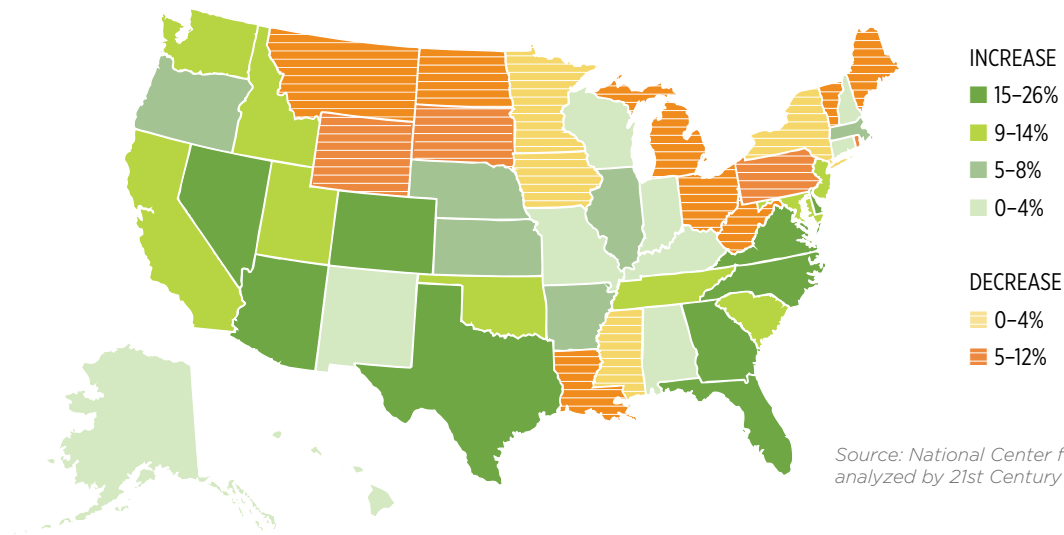 INCREASE
15–26%
9–14%
5–8%
0–4%
DECREASE
0–4%
5–12%
Source: National Center f
analyzed by 21st Century